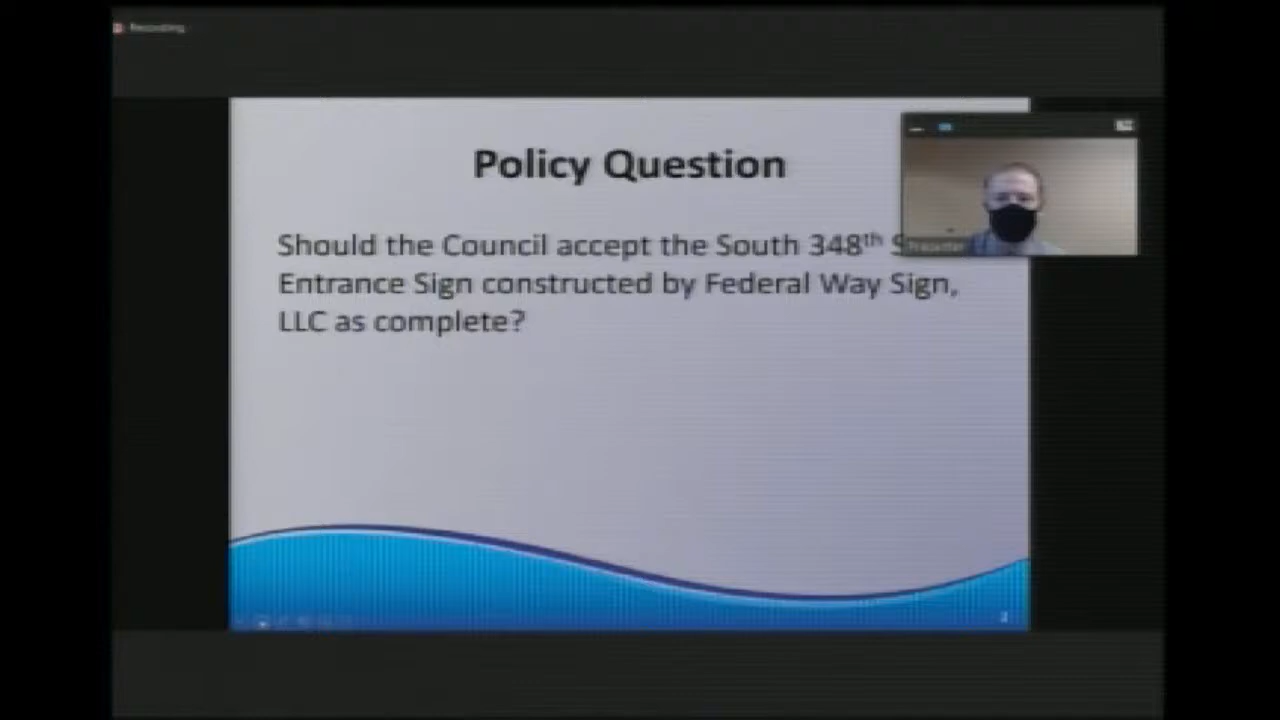 Recording
Policy Question
Should the Council accept the South 348th
Entrance Sign constructed by Federal Way Sign,
LLC as complete?
2